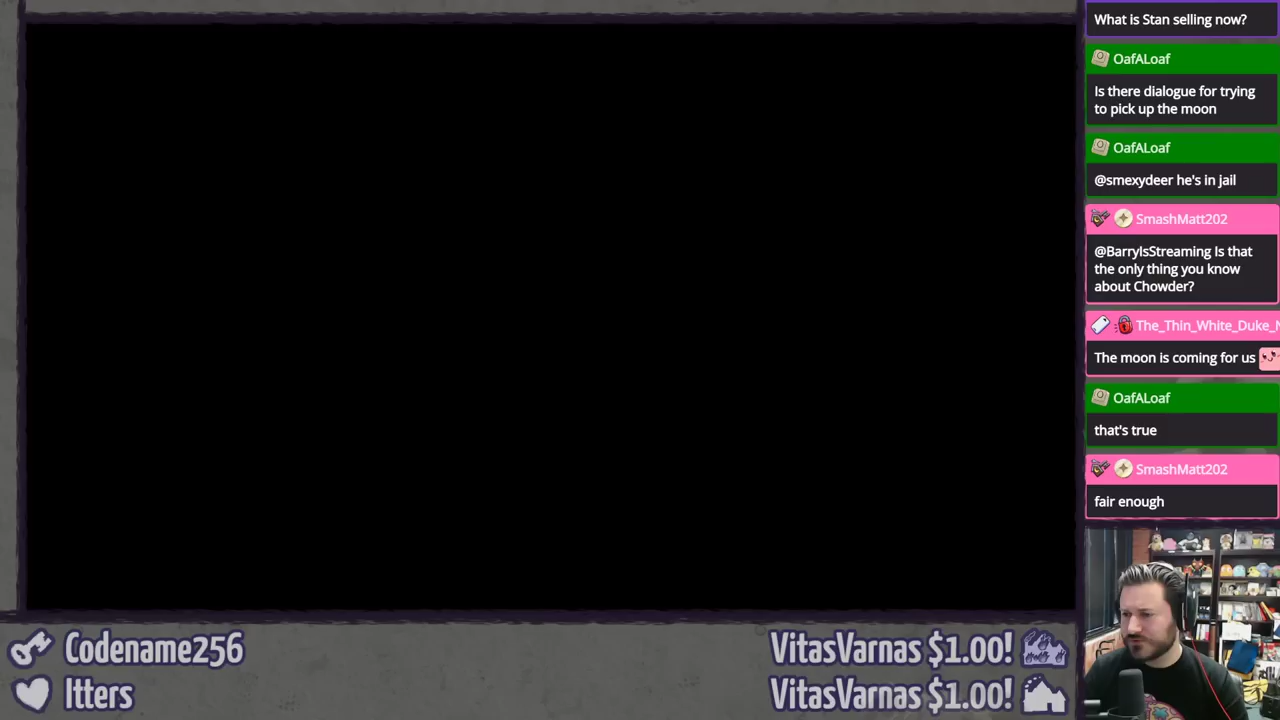 What is Stan selling now?
OafALoaf
Is there dialogue for trying
to pick up the moon
OafALoaf
@smexydeer he's in jail
SmashMatt202
@BarryIsStreaming Is that
the only thing you know
about Chowder?
The_Thin_White_Duke_
The moon is coming for us
OafALoaf
that's true
SmashMatt202
fair enough
Codename256
VitasVarnas $1.00!
Itters
VitasVarnas $1.00!